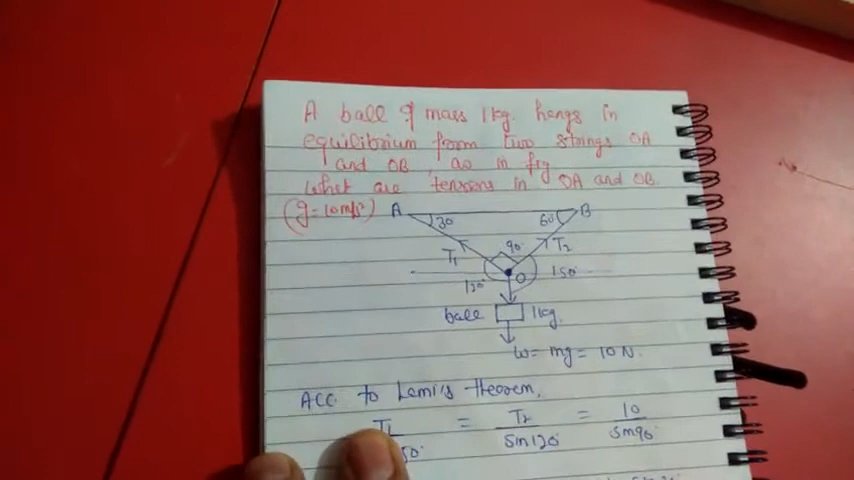 A ball of mass 1kg. hangs in
equilibrium from two strings OA
and OB, as in fig
what are tensions in OA and OB.
(g=10m/s²) A 30 60 B
T₁ 90 T₂
120 O 150
ball 1kg.
W = mg = 10 N.
Acc to Lami's theorem,
T₁ = T₂ = 10
50 sin120 sin90